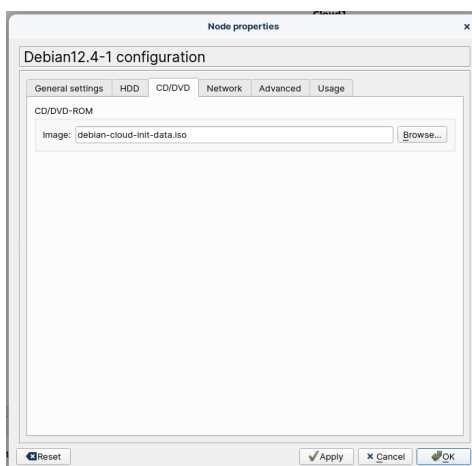 Cloud1
Node properties
Debian12.4-1 configuration
General settings HDD CD/DVD Network Advanced Usage
CD/DVD-ROM
Image: debian-cloud-init-data.iso Browse...
Reset Apply Cancel OK